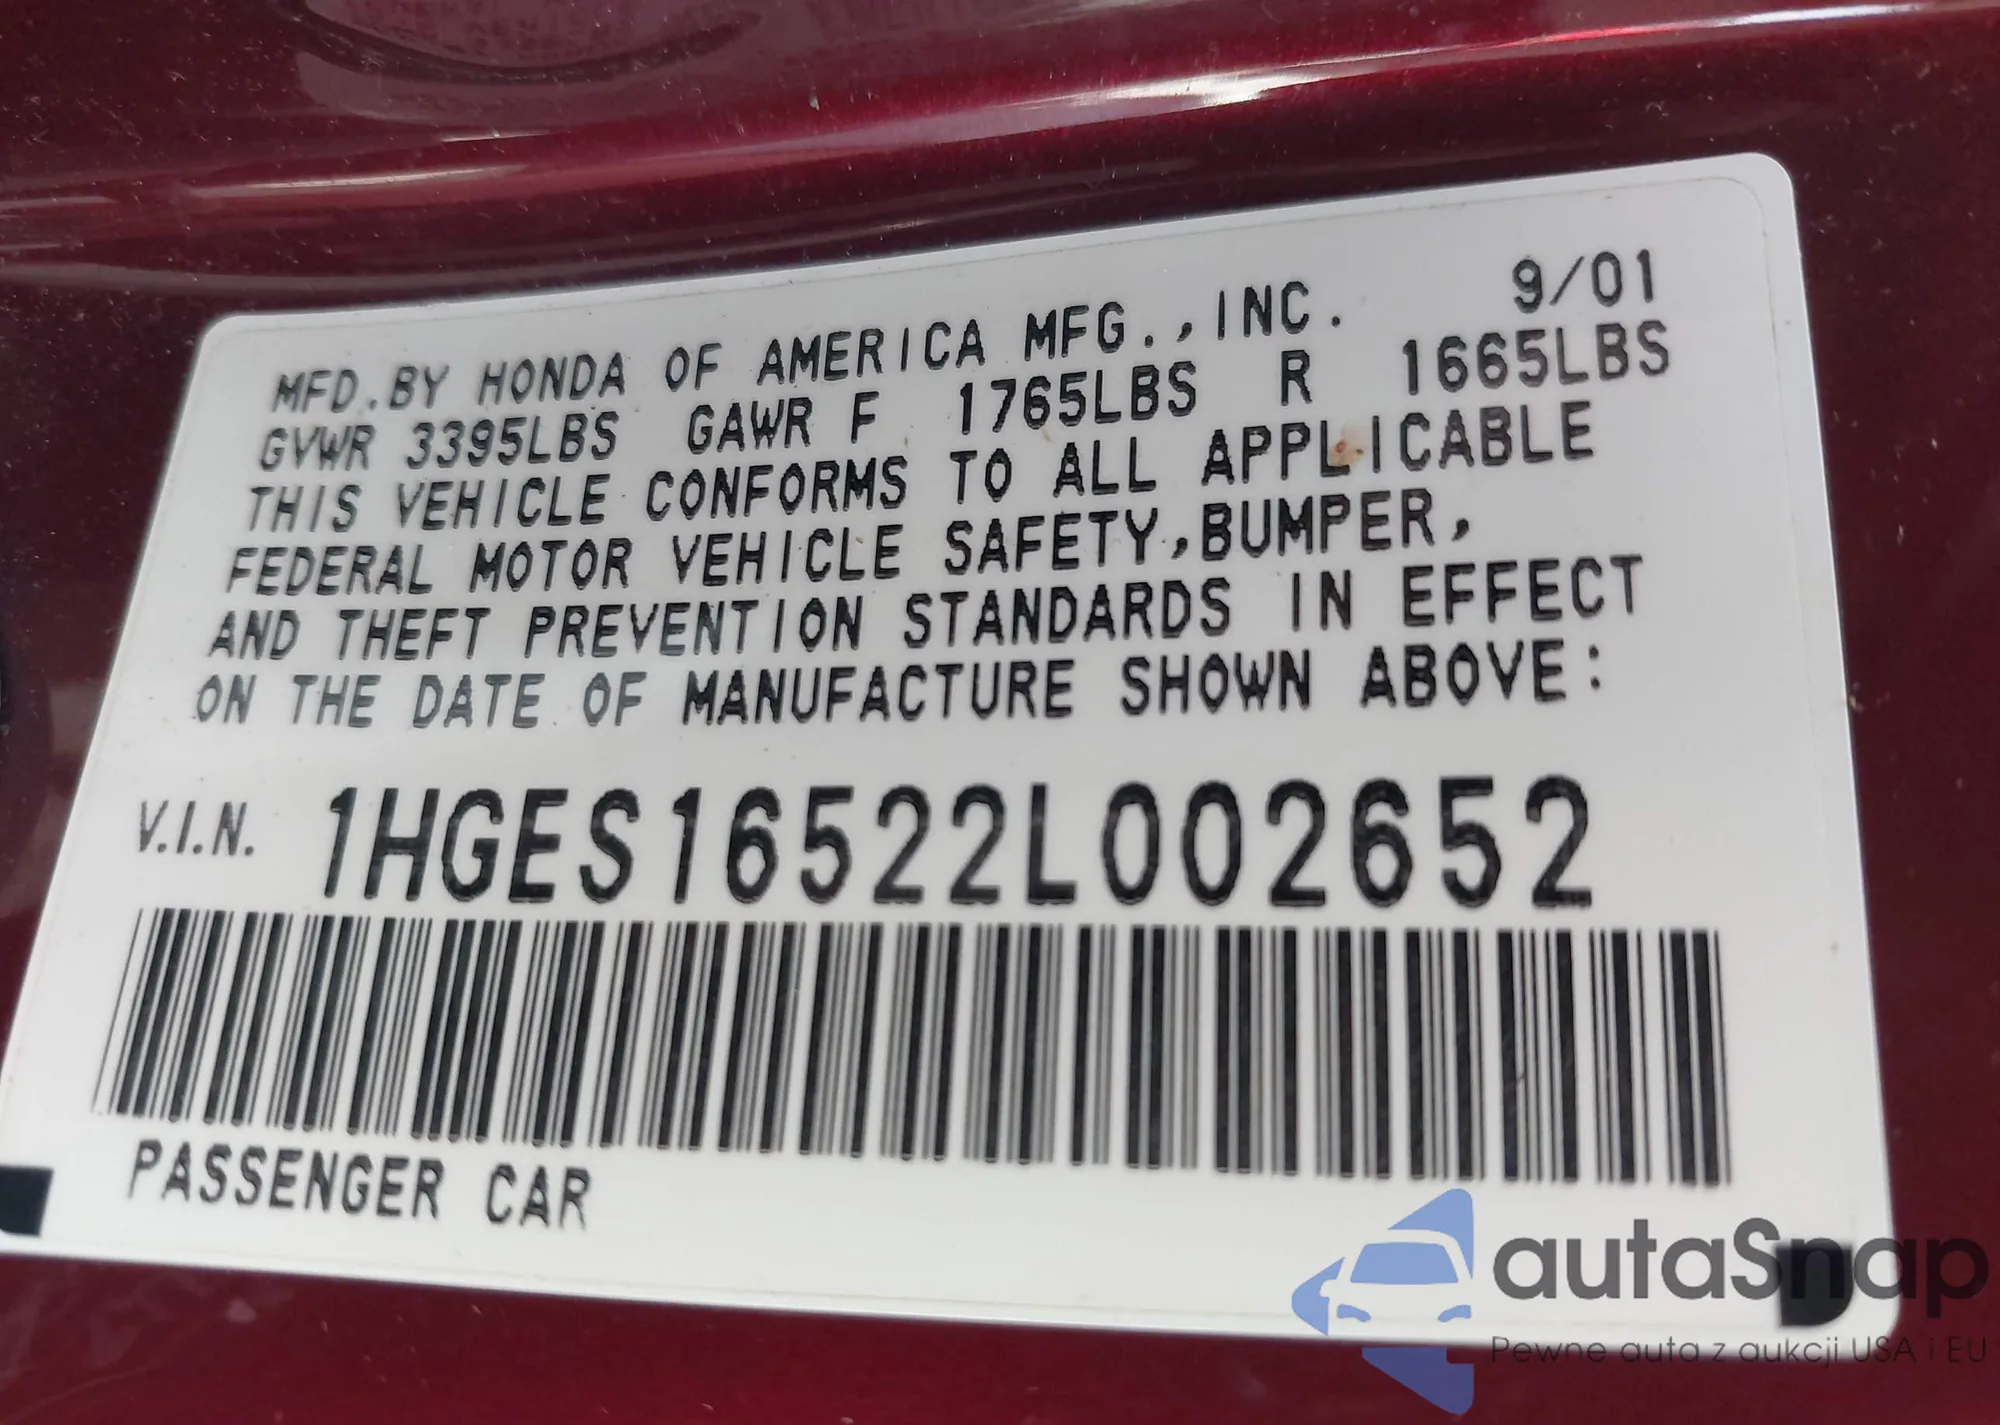 MFD. BY HONDA OF AMERICA MFG., INC. 9/01
GVWR 3395LBS GAWR F 1765LBS R 1665LBS
THIS VEHICLE CONFORMS TO ALL APPLICABLE
FEDERAL MOTOR VEHICLE SAFETY, BUMPER,
AND THEFT PREVENTION STANDARDS IN EFFECT
ON THE DATE OF MANUFACTURE SHOWN ABOVE:
V.I.N. 1HGES16522L002652
PASSENGER CAR
autaSnap
Pewne auta z aukcji USA i EU